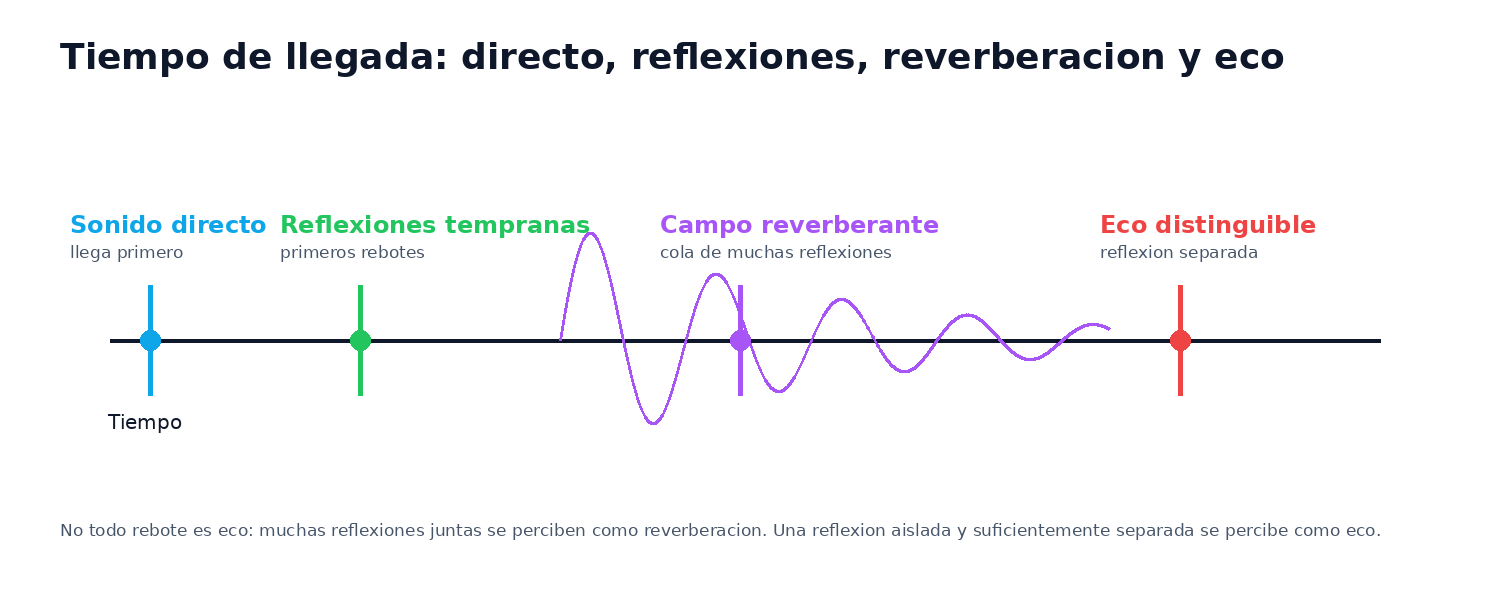 Tiempo de llegada: directo, reflexiones, reverberacion y eco
Sonido directo
llega primero
Reflexiones tempranas
primeros rebotes
Campo reverberante
cola de muchas reflexiones
Eco distinguible
reflexion separada
Tiempo
No todo rebote es eco: muchas reflexiones juntas se perciben como reverberacion. Una reflexion aislada y suficientemente separada se percibe como eco.